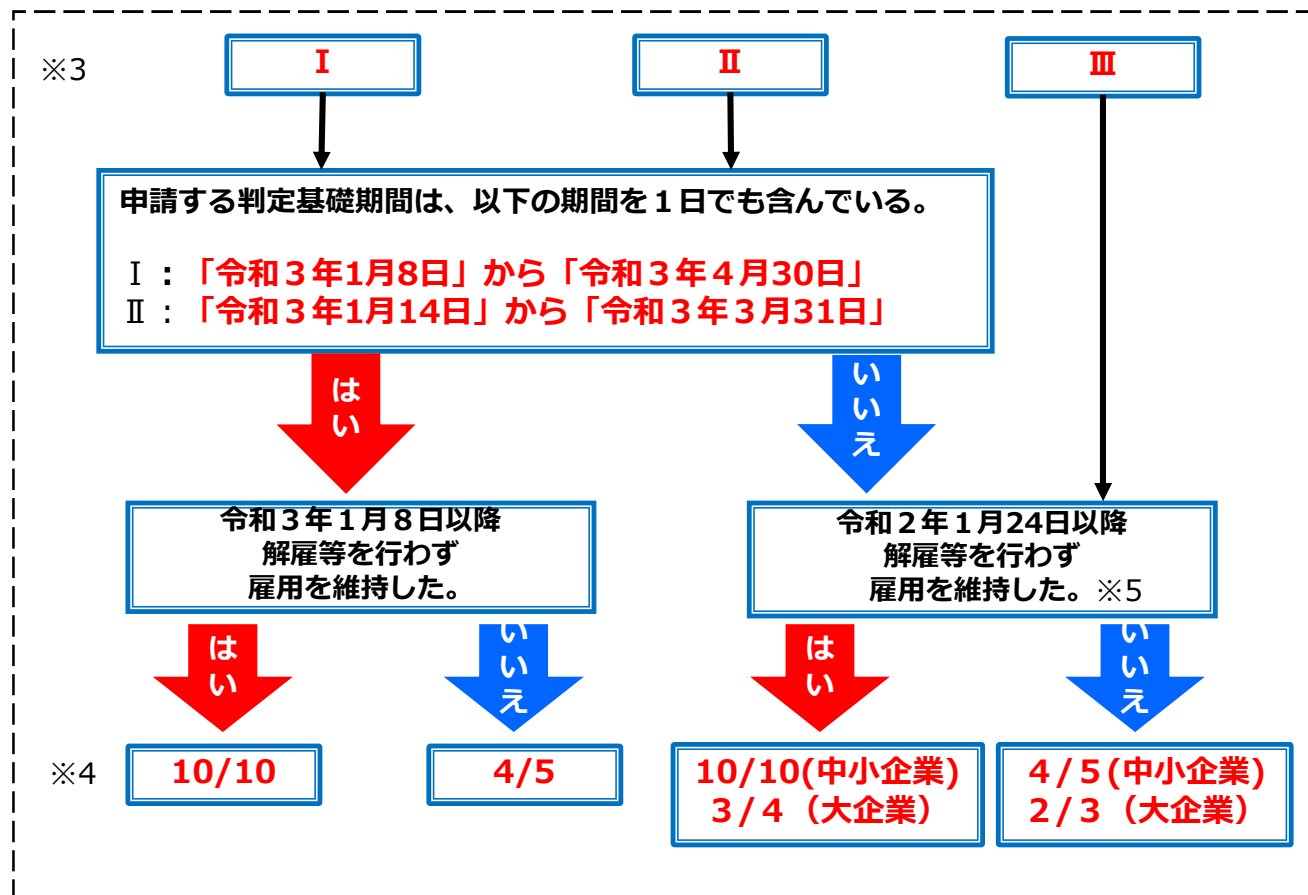 ※3
Ⅰ
Ⅱ
Ⅲ
申請する判定基礎期間は、以下の期間を１日でも含んでいる。
Ⅰ：「令和３年1月8日」から「令和３年４月30日」
Ⅱ：「令和３年1月14日」から「令和３年３月31日」
はい
いいえ
令和３年１月８日以降
解雇等を行わず
雇用を維持した。
令和２年１月24日以降
解雇等を行わず
雇用を維持した。※5
はい
いいえ
はい
いいえ
※4
10/10
4/5
10/10(中小企業)
3/４（大企業）
４/５(中小企業)
２/３（大企業）